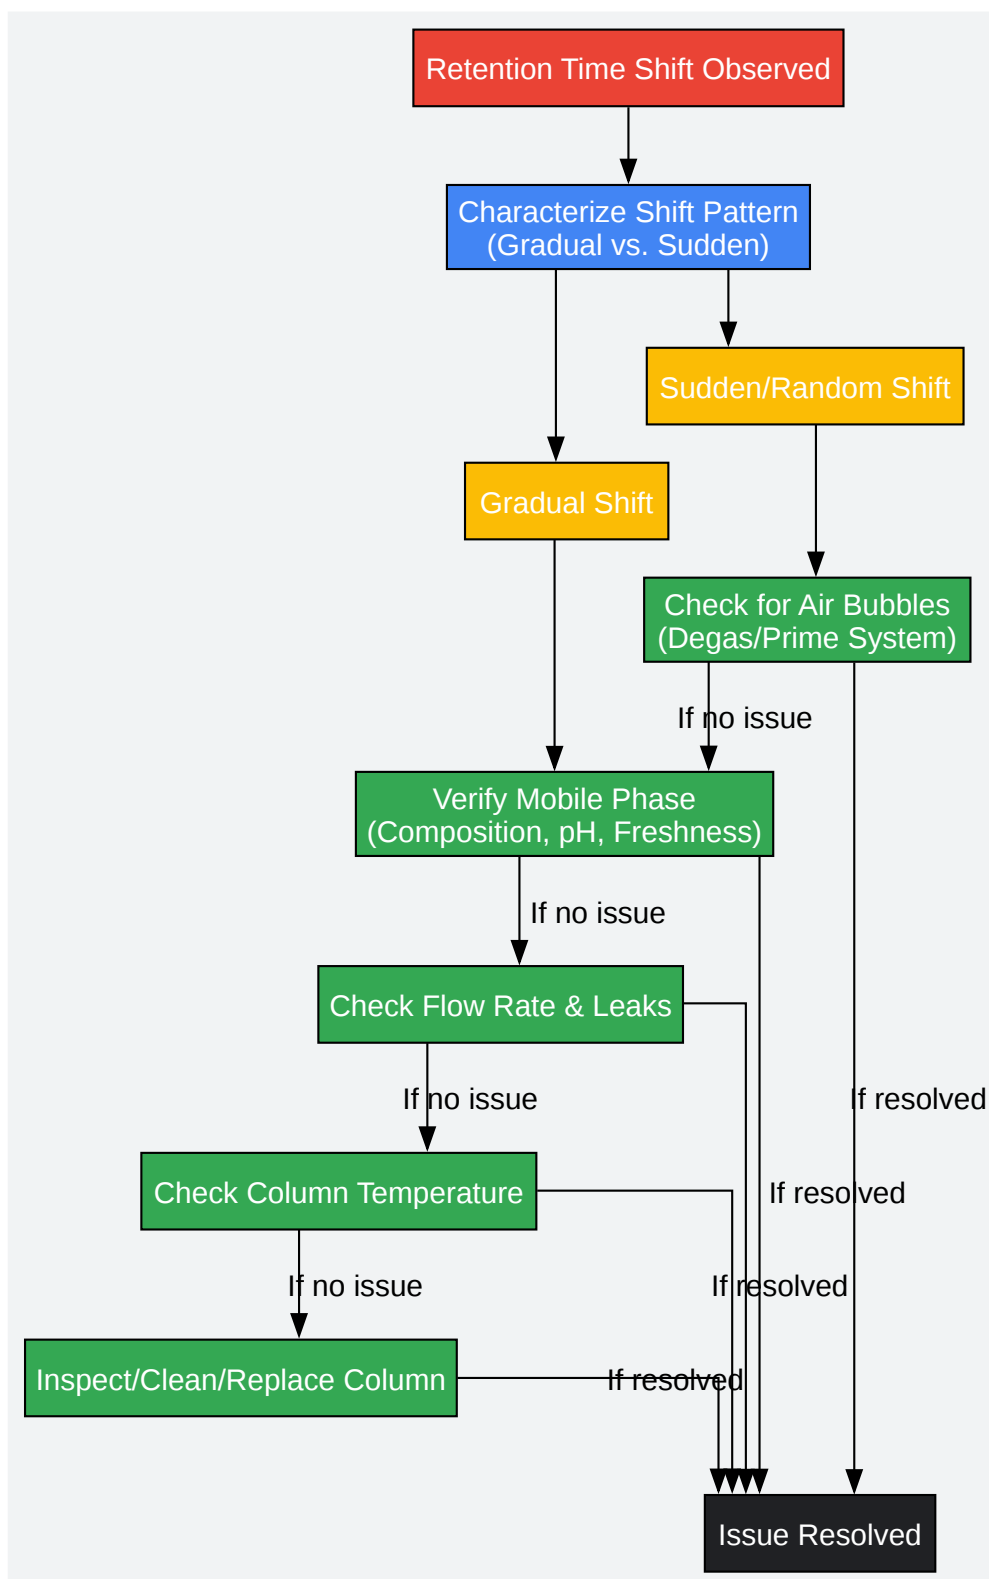 Retention Time Shift Observed
Characterize Shift Pattern
(Gradual vs. Sudden)
Sudden/Random Shift
Gradual Shift
Check for Air Bubbles
(Degas/Prime System)
If no issue
Verify Mobile Phase
(Composition, pH, Freshness)
If no issue
Check Flow Rate & Leaks
If no issue
If resolved
Check Column Temperature
If resolved
If no issue
If resolved
Inspect/Clean/Replace Column
If resolved
Issue Resolved